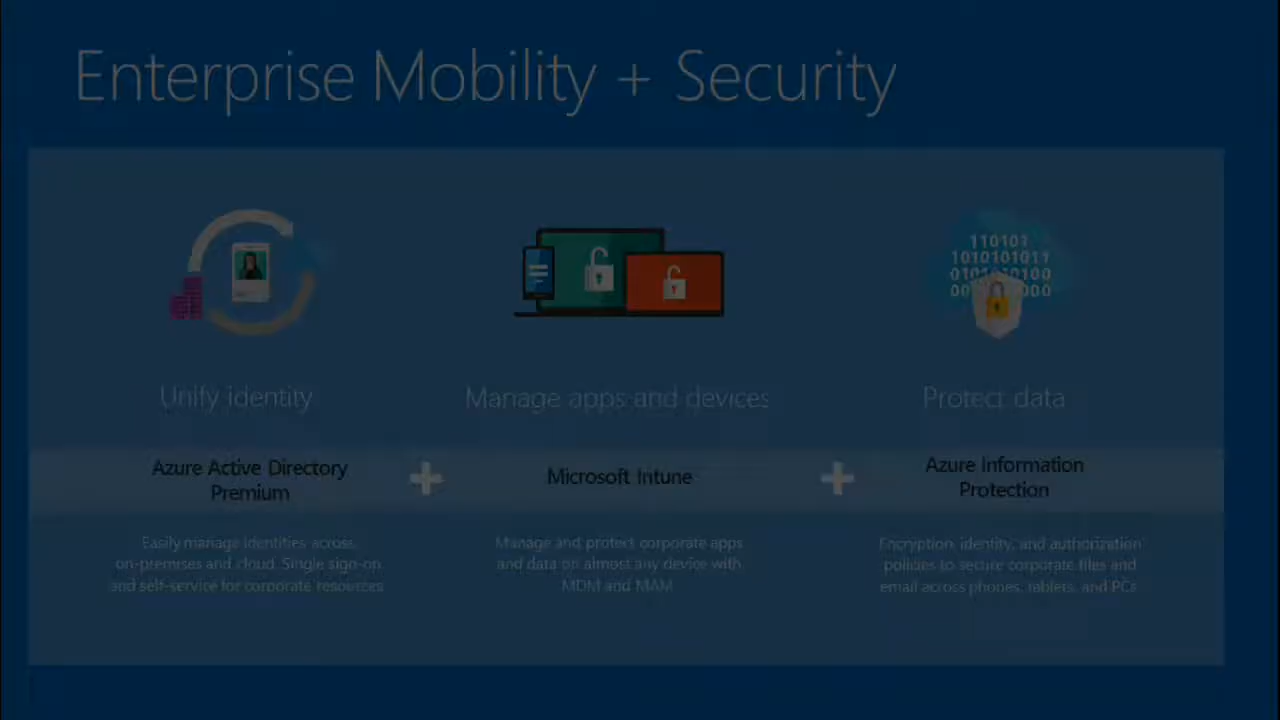 Enterprise Mobility + Security
110101
1010101011
0101010100
Unify identity
Manage apps and devices
Protect data
Azure Active Directory
Premium
+
Microsoft Intune
+
Azure Information
Protection
Easily manage identities across
on-premises and cloud. Single sign-on
and self-service for corporate resources
Manage and protect corporate apps
and data on almost any device with
MDM and MAM
Encryption, identity, and authorization
policies to secure corporate files and
email across phones, tablets, and PCs